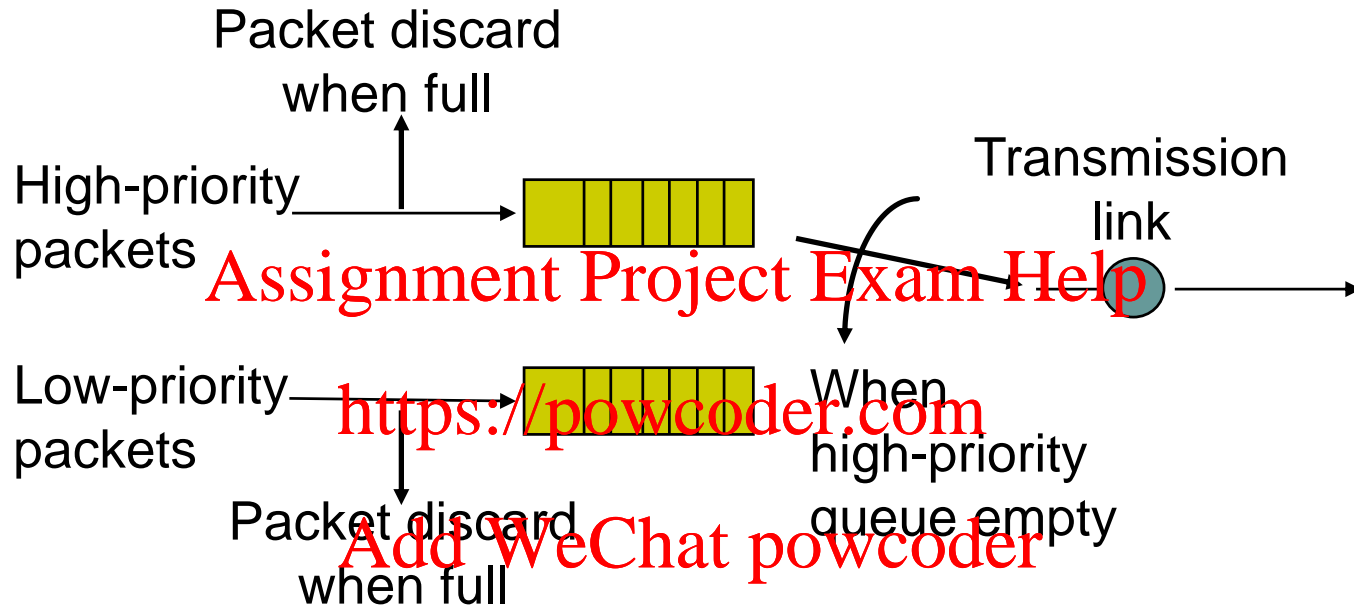 Packet discard
when full
High-priority
packets
Transmission
link
Assignment Project Exam Help
Low-priority
packets
https://powcoder.com
When
high-priority
queue empty
Packet discard
when full
Add WeChat powcoder